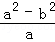 a² − b²
a